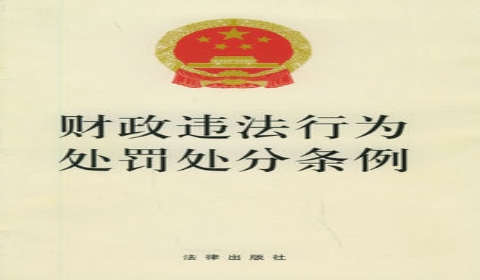 财政违法行为
处罚处分条例
法律出版社